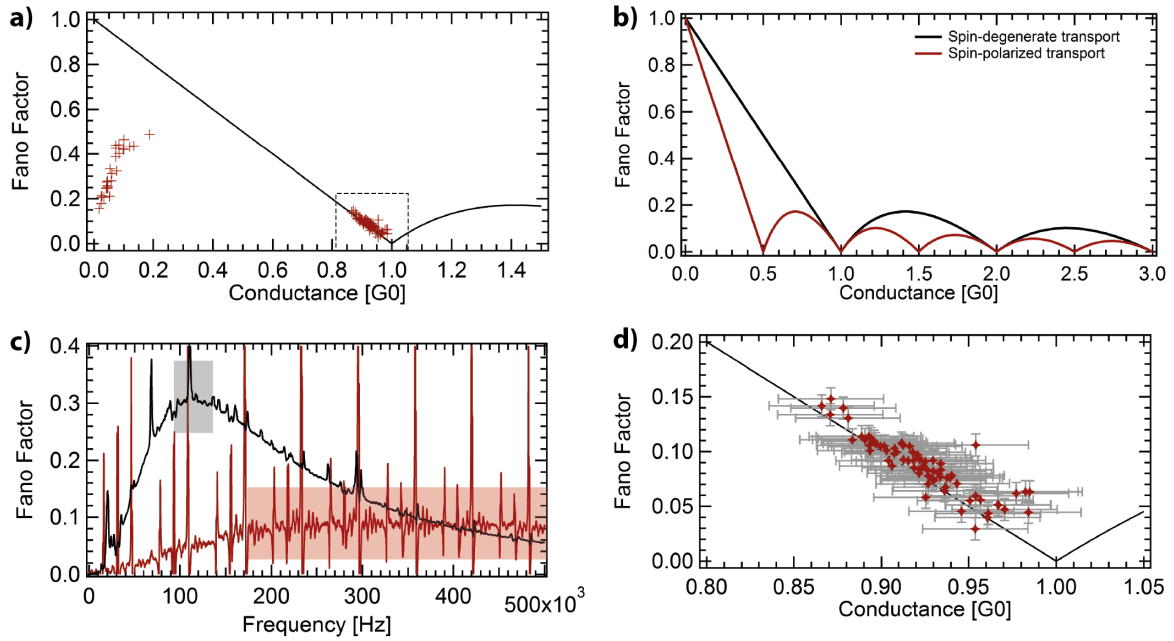 a)
1.0
0.8
0.6
0.4
0.2
0.0
Fano Factor
0.0 0.2 0.4 0.6 0.8 1.0 1.2 1.4
Conductance [G0]
b)
1.0
0.8
0.6
0.4
0.2
0.0
Fano Factor
Spin-degenerate transport
Spin-polarized transport
0.0 0.5 1.0 1.5 2.0 2.5 3.0
Conductance [G0]
c)
0.4
0.3
0.2
0.1
0.0
Fano Factor
0 100 200 300 400 500x10³
Frequency [Hz]
d)
0.20
0.15
0.10
0.05
0.00
Fano Factor
0.80 0.85 0.90 0.95 1.00 1.05
Conductance [G0]